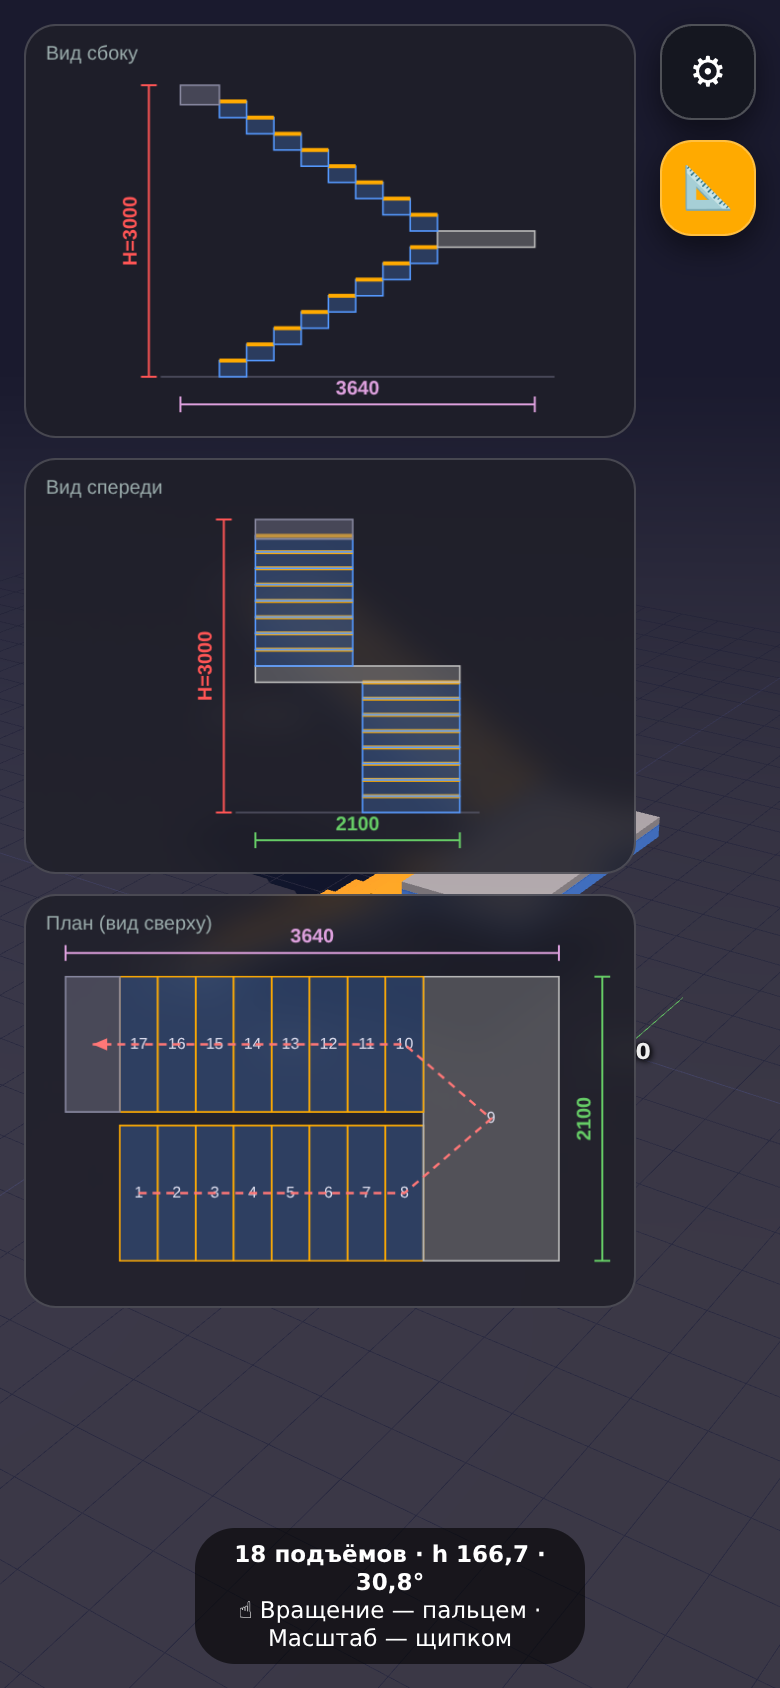 Вид сбоку
H=3000
3640
Вид спереди
H=3000
2100
План (вид сверху)
3640
17 16 15 14 13 12 11 10
9
2100
1 2 3 4 5 6 7 8
0
18 подъёмов · h 166,7 ·
30,8°
☝ Вращение — пальцем ·
Масштаб — щипком